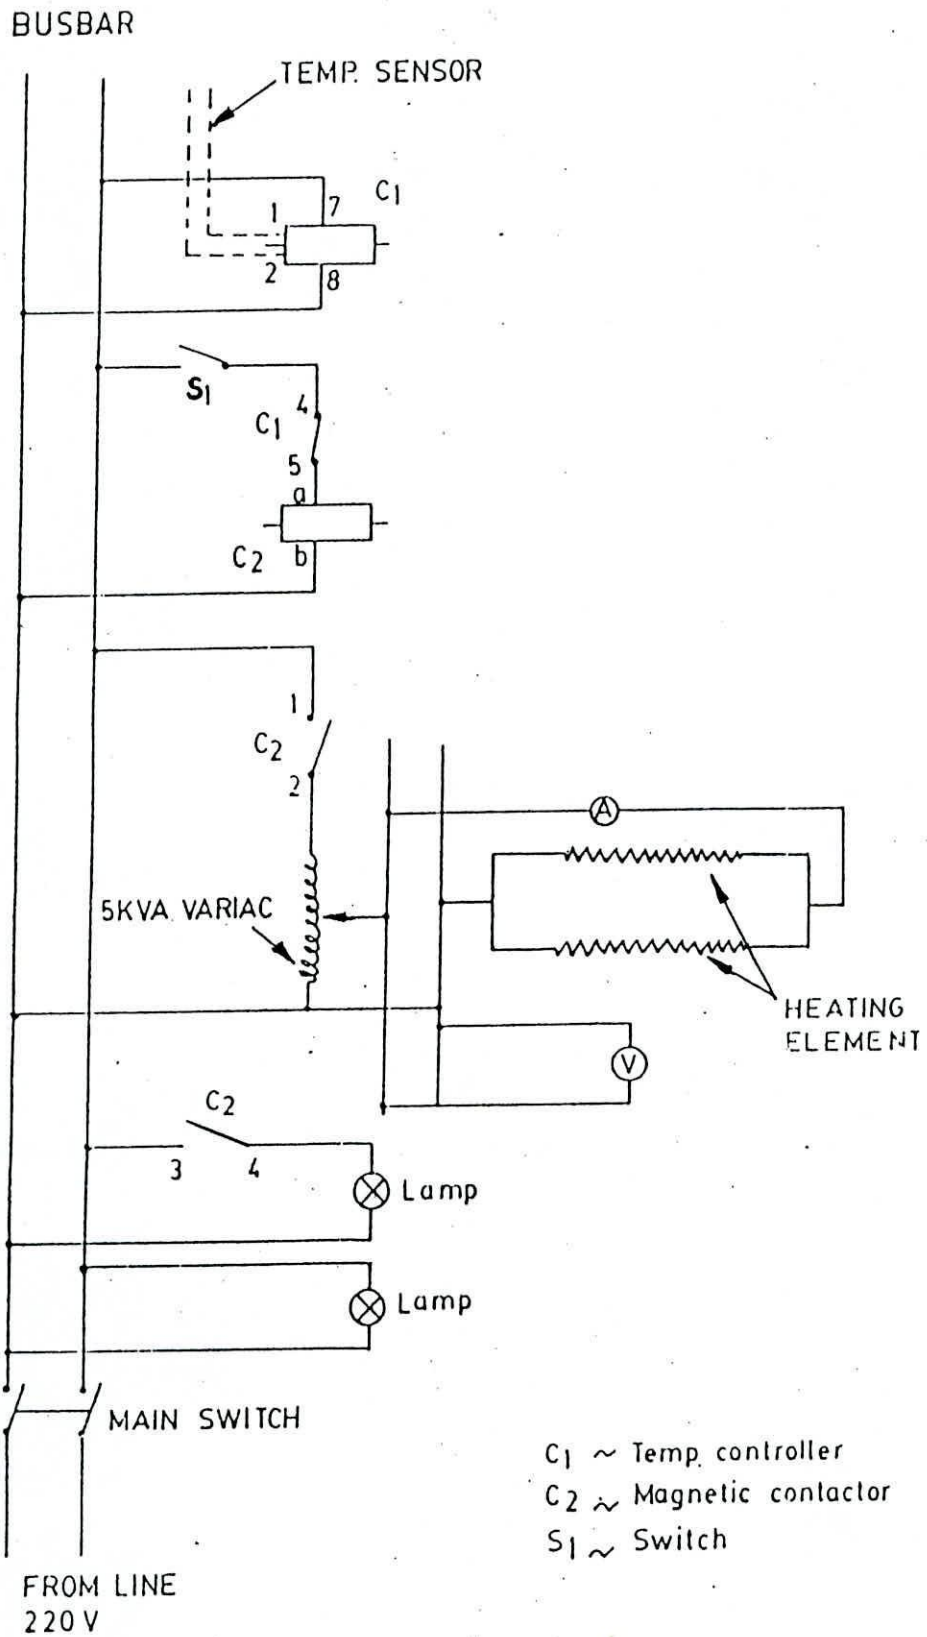 BUSBAR
TEMP. SENSOR
C1
1
7
2
8
S1
4
C1
5
a
C2
b
1
C2
2
A
5KVA VARIAC
HEATING
ELEMENT
V
C2
3
4
Lamp
Lamp
MAIN SWITCH
C1 ~ Temp. controller
C2 ~ Magnetic contactor
S1 ~ Switch
FROM LINE
220 V